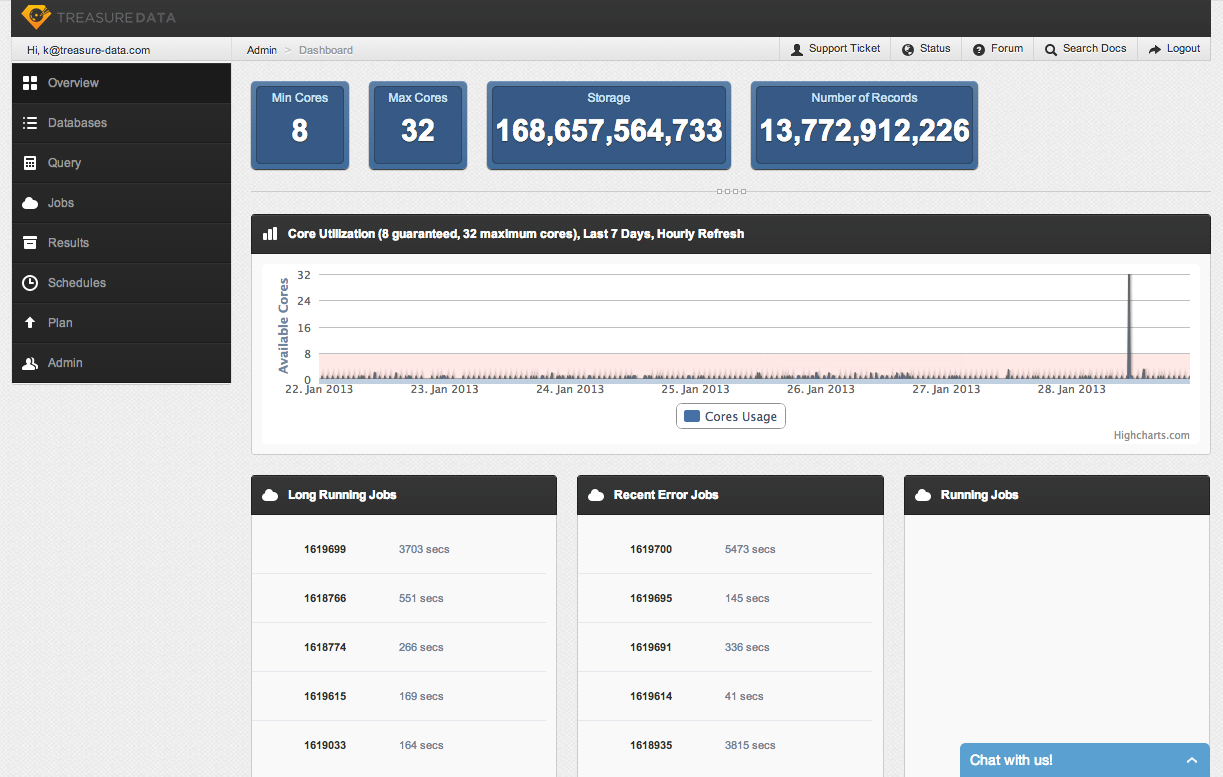 TREASURE DATA
Hi, k@treasure-data.com
Admin > Dashboard
Support Ticket
Status
Forum
Search Docs
Logout
Overview
Databases
Query
Jobs
Results
Schedules
Plan
Admin
Min Cores
8
Max Cores
32
Storage
168,657,564,733
Number of Records
13,772,912,226
Core Utilization (8 guaranteed, 32 maximum cores), Last 7 Days, Hourly Refresh
Available Cores
32
24
16
8
0
22. Jan 2013
23. Jan 2013
24. Jan 2013
25. Jan 2013
26. Jan 2013
27. Jan 2013
28. Jan 2013
Cores Usage
Highcharts.com
Long Running Jobs
1619699 3703 secs
1618766 551 secs
1618774 266 secs
1619615 169 secs
1619033 164 secs
Recent Error Jobs
1619700 5473 secs
1619695 145 secs
1619691 336 secs
1619614 41 secs
1618935 3815 secs
Running Jobs
Chat with us!